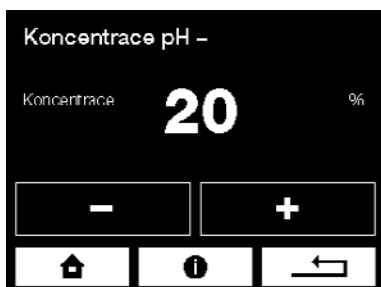 Koncentrace pH –
Koncentrace 20 %
– +